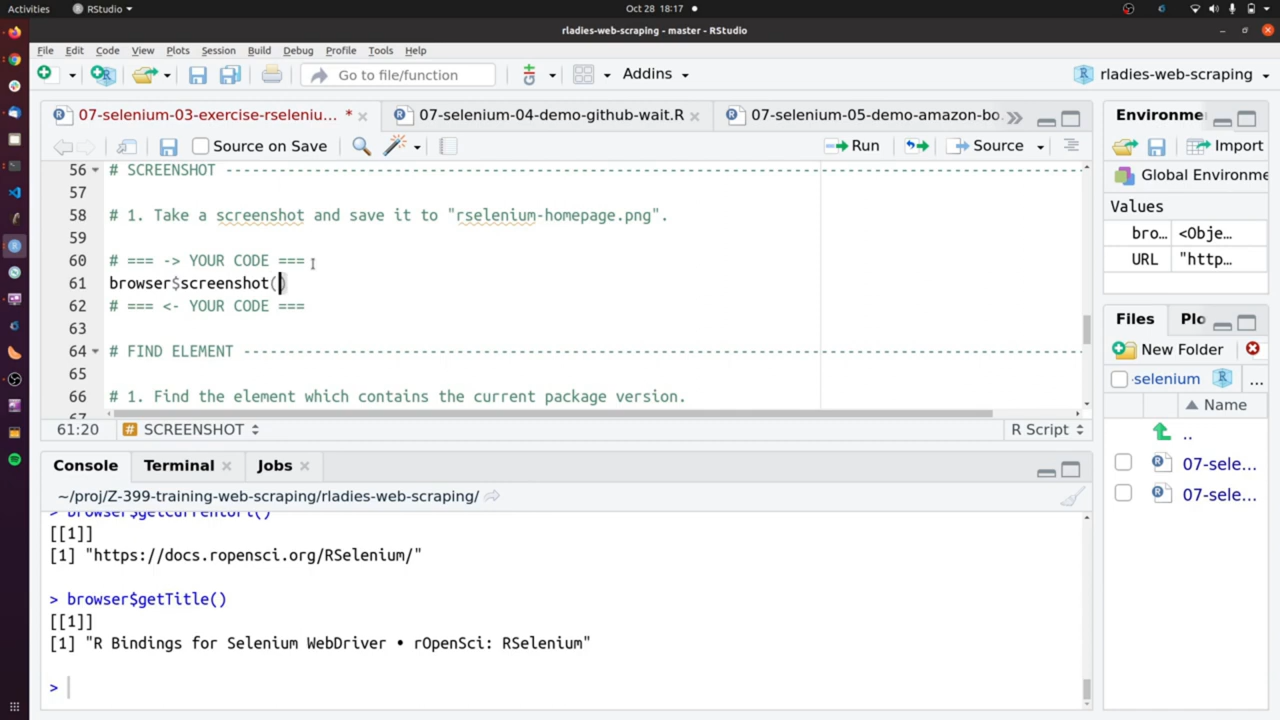 Activities
RStudio
Oct 28 18:17
rladies-web-scraping - master - RStudio
File Edit Code View Plots Session Build Debug Profile Tools Help
Go to file/function
Addins
rladies-web-scraping
07-selenium-03-exercise-rseleniu... *
07-selenium-04-demo-github-wait.R
07-selenium-05-demo-amazon-bo
Source on Save
Run
Source
56 # SCREENSHOT --------
57
58 # 1. Take a screenshot and save it to "rselenium-homepage.png".
59
60 # === -> YOUR CODE ===
61 browser$screenshot()
62 # === <- YOUR CODE ===
63
64 # FIND ELEMENT --------
65
66 # 1. Find the element which contains the current package version.
61:20
SCREENSHOT
R Script
Console
Terminal
Jobs
~/proj/Z-399-training-web-scraping/rladies-web-scraping/
> browser$getCurrentUrl()
[[1]]
[1] "https://docs.ropensci.org/RSelenium/"
> browser$getTitle()
[[1]]
[1] "R Bindings for Selenium WebDriver • rOpenSci: RSelenium"
>
Environme
Import
Global Environme
Values
bro… <Obje…
URL "http…
Files
Plo
New Folder
selenium
...
Name
..
07-sele...
07-sele...